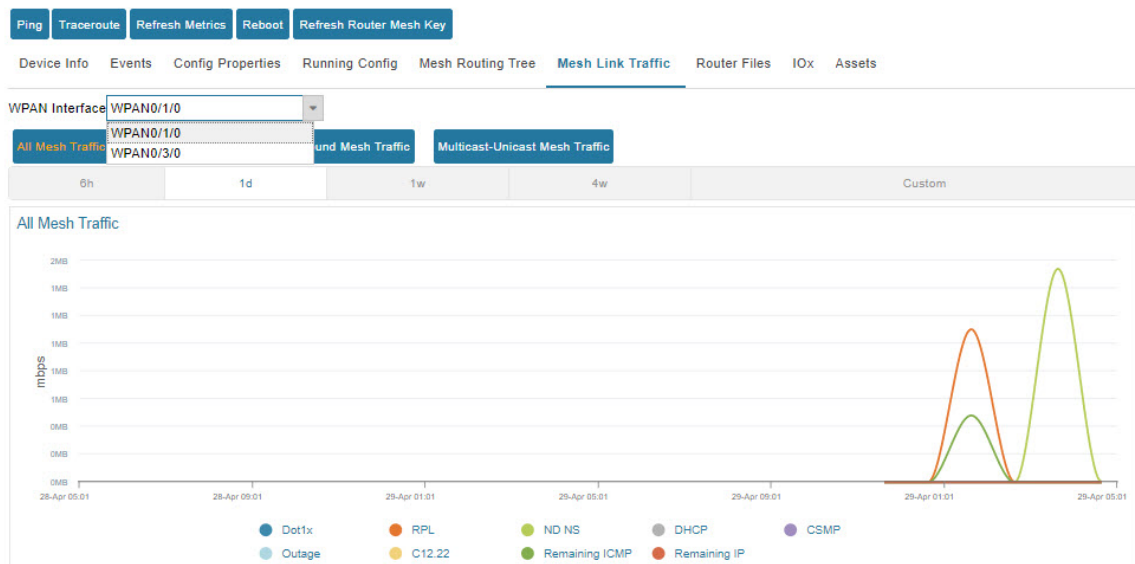 Ping Traceroute Refresh Metrics Reboot Refresh Router Mesh Key
Device Info Events Config Properties Running Config Mesh Routing Tree Mesh Link Traffic Router Files IOx Assets
WPAN Interface WPAN0/1/0
WPAN0/1/0
WPAN0/3/0
All Mesh Traffic und Mesh Traffic Multicast-Unicast Mesh Traffic
6h 1d 1w 4w Custom
All Mesh Traffic
2MB
1MB
1MB
1MB
1MB
1MB
0MB
0MB
0MB
mbps
28-Apr 05:01 28-Apr 09:01 29-Apr 01:01 29-Apr 05:01 29-Apr 09:01 29-Apr 01:01 29-Apr 05:01
Dot1x RPL ND NS DHCP CSMP
Outage C12.22 Remaining ICMP Remaining IP